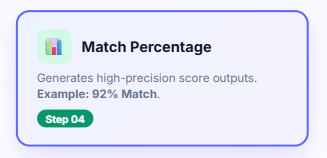 Match Percentage
Generates high-precision score outputs.
Example: 92% Match.
Step 04